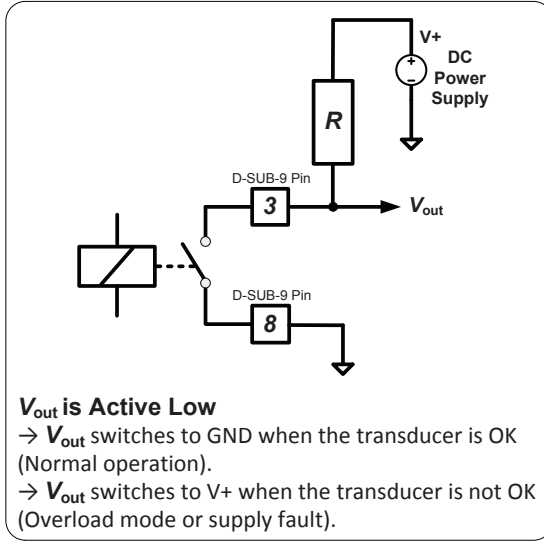 V+
DC
Power
Supply
+
−
R
D-SUB-9 Pin
3
Vout
D-SUB-9 Pin
8
Vout is Active Low
→ Vout switches to GND when the transducer is OK
(Normal operation).
→ Vout switches to V+ when the transducer is not OK
(Overload mode or supply fault).